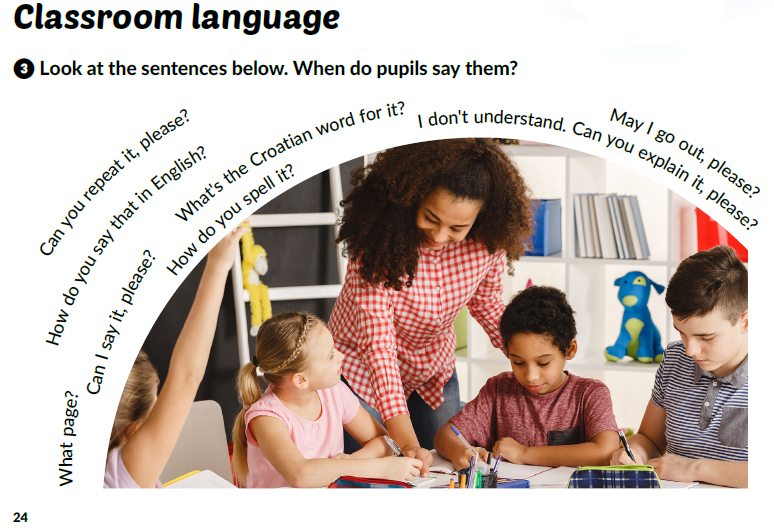 Classroom language
3 Look at the sentences below. When do pupils say them?
What page?
Can I say it, please?
How do you say that in English?
Can you repeat it, please?
How do you spell it?
What's the Croatian word for it?
I don't understand. Can you explain it, please?
May I go out, please?
24